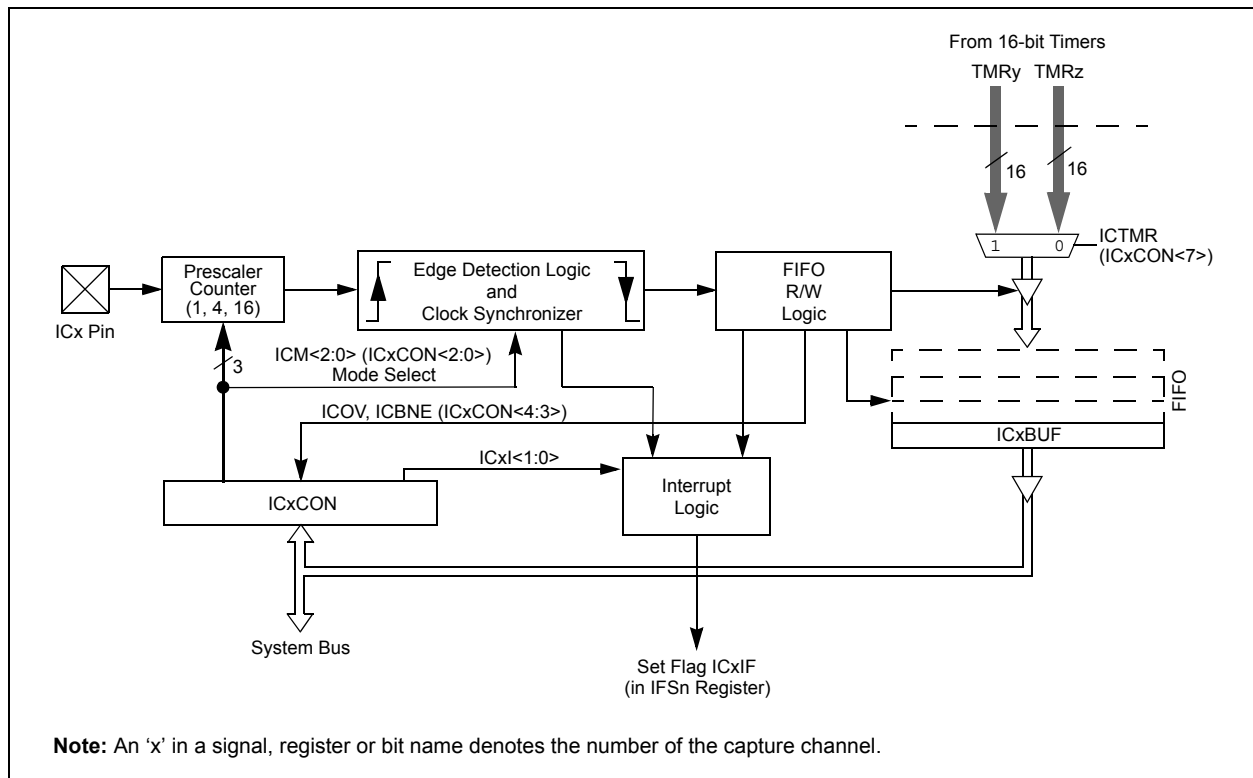 From 16-bit Timers
TMRy TMRz
16
16
1 0
ICTMR
(ICxCON<7>)
ICx Pin
Prescaler
Counter
(1, 4, 16)
Edge Detection Logic
and
Clock Synchronizer
FIFO
R/W
Logic
3
ICM<2:0> (ICxCON<2:0>)
Mode Select
FIFO
ICOV, ICBNE (ICxCON<4:3>)
ICxBUF
ICxI<1:0>
ICxCON
Interrupt
Logic
System Bus
Set Flag ICxIF
(in IFSn Register)
Note: An ‘x’ in a signal, register or bit name denotes the number of the capture channel.